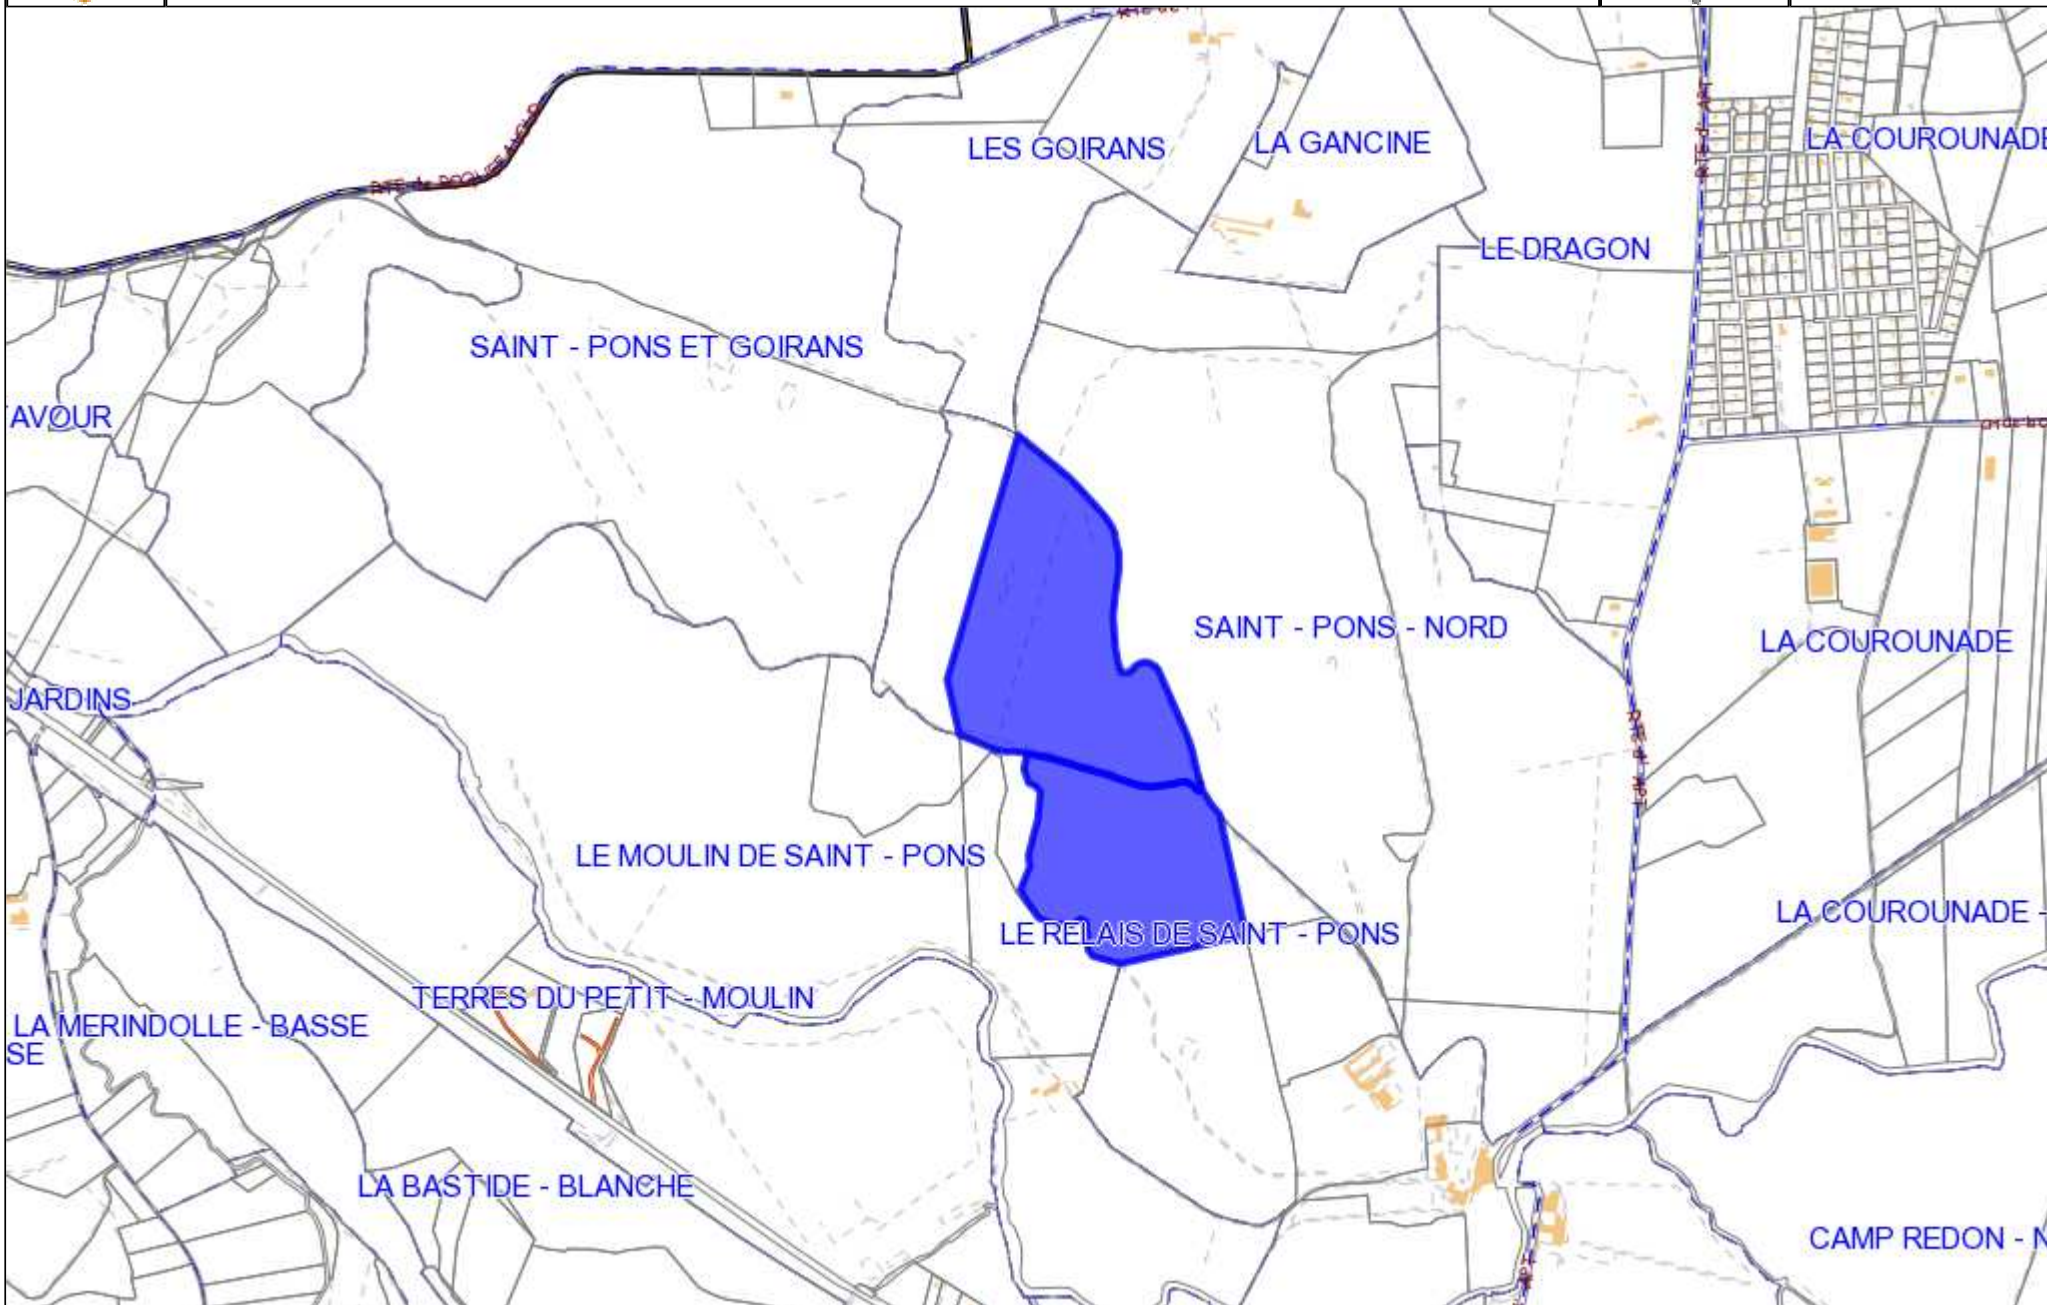 LES GOIRANS
LA GANCINE
LA COUROUNADE
LE DRAGON
SAINT - PONS ET GOIRANS
AVOUR
SAINT - PONS - NORD
LA COUROUNADE
JARDINS
LE MOULIN DE SAINT - PONS
LA COUROUNADE -
LE RELAIS DE SAINT - PONS
TERRES DU PETIT - MOULIN
LA MERINDOLLE - BASSE
SE
LA BASTIDE - BLANCHE
CAMP REDON - N